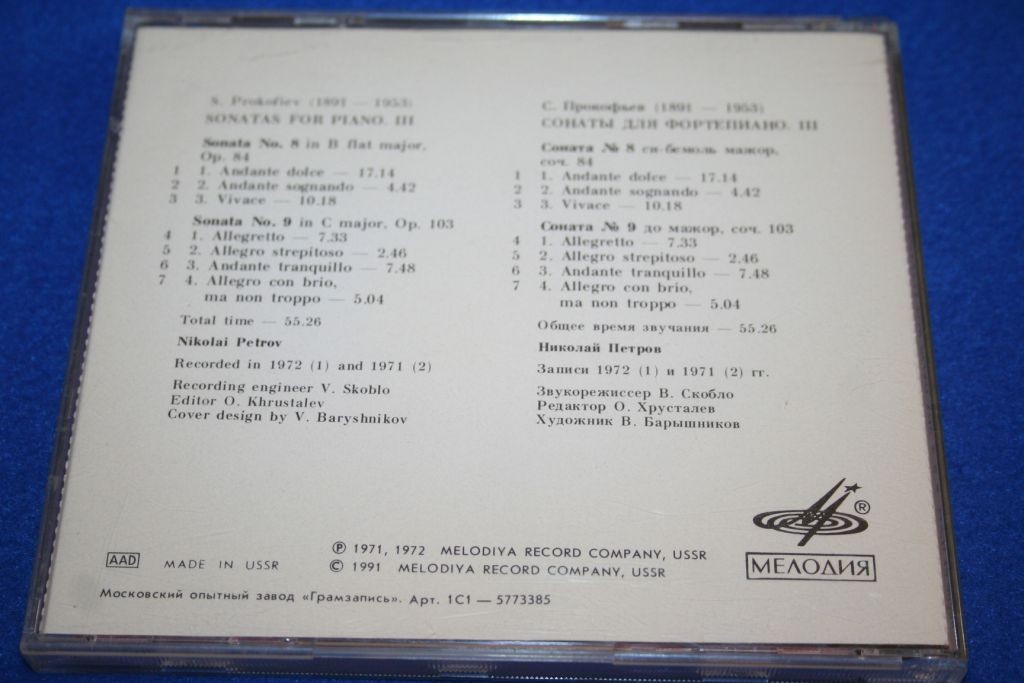 S. Prokofiev (1891 — 1953)
SONATAS FOR PIANO. III
Sonata No. 8 in B flat major,
Op. 84
1 1. Andante dolce — 17.14
2 2. Andante sognando — 4.42
3 3. Vivace — 10.18
Sonata No. 9 in C major, Op. 103
4 1. Allegretto — 7.33
5 2. Allegro strepitoso — 2.46
6 3. Andante tranquillo — 7.48
7 4. Allegro con brio,
ma non troppo — 5.04
Total time — 55.26
Nikolai Petrov
Recorded in 1972 (1) and 1971 (2)
Recording engineer V. Skoblo
Editor O. Khrustalev
Cover design by V. Baryshnikov
С. Прокофьев (1891 — 1953)
СОНАТЫ ДЛЯ ФОРТЕПИАНО. III
Соната № 8 си-бемоль мажор,
соч. 84
1 1. Andante dolce — 17.14
2 2. Andante sognando — 4.42
3 3. Vivace — 10.18
Соната № 9 до мажор, соч. 103
4 1. Allegretto — 7.33
5 2. Allegro strepitoso — 2.46
6 3. Andante tranquillo — 7.48
7 4. Allegro con brio,
ma non troppo — 5.04
Общее время звучания — 55.26
Николай Петров
Записи 1972 (1) и 1971 (2) гг.
Звукорежиссер В. Скобло
Редактор О. Хрусталев
Художник В. Барышников
®
МЕЛОДИЯ
AAD MADE IN USSR
℗ 1971, 1972 MELODIYA RECORD COMPANY, USSR
© 1991 MELODIYA RECORD COMPANY, USSR
Московский опытный завод «Грамзапись». Арт. 1С1 — 5773385